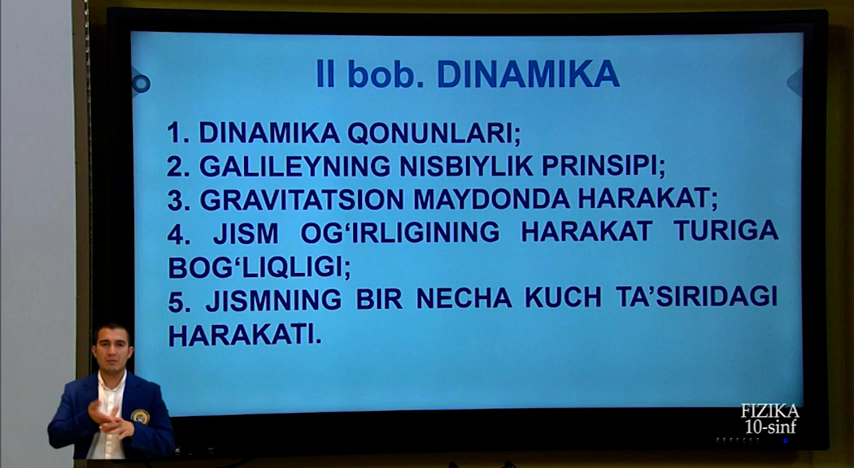 II bob. DINAMIKA
1. DINAMIKA QONUNLARI;
2. GALILEYNING NISBIYLIK PRINSIPI;
3. GRAVITATSION MAYDONDA HARAKAT;
4. JISM OG‘IRLIGINING HARAKAT TURIGA
BOG‘LIQLIGI;
5. JISMNING BIR NECHA KUCH TA’SIRIDAGI
HARAKATI.
FIZIKA
10-sinf